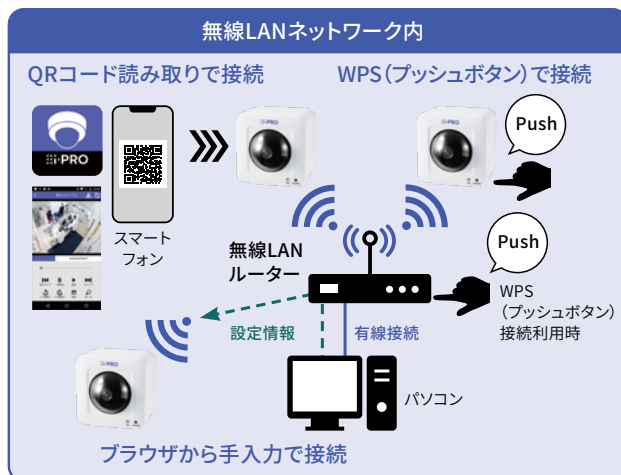 無線LANネットワーク内
QRコード読み取りで接続
WPS(プッシュボタン)で接続
i-PRO
i-PRO
i-PRO
Push
スマート
フォン
無線LAN
ルーター
Push
WPS
(プッシュボタン)
接続利用時
設定情報
有線接続
i-PRO
パソコン
ブラウザから手入力で接続